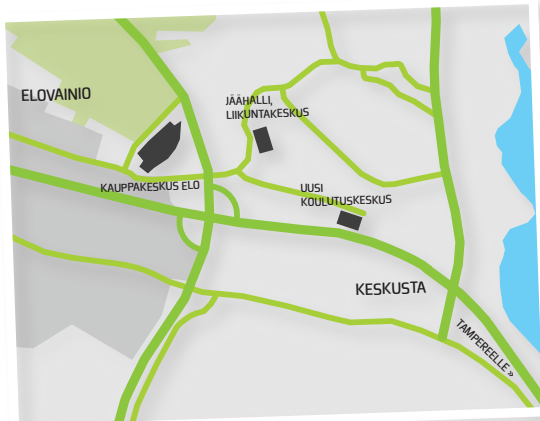 ELOVAINIO
JÄÄHALLI,
LIIKUNTAKESKUS
KAUPPAKESKUS ELO
UUSI
KOULUTUSKESKUS
KESKUSTA
TAMPEREELLE »